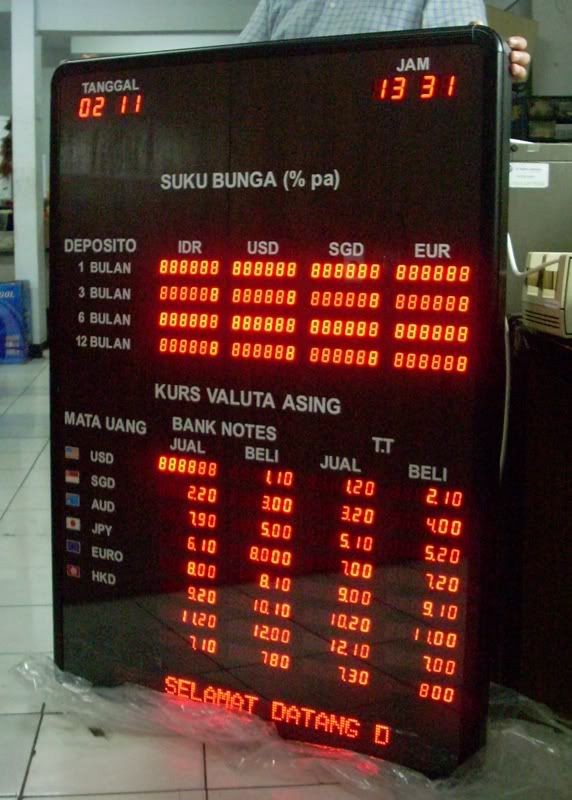 TANGGAL JAM
02 11 13 31
SUKU BUNGA (% pa)
DEPOSITO IDR USD SGD EUR
1 BULAN 888888 888888 888888 888888
3 BULAN 888888 888888 888888 888888
6 BULAN 888888 888888 888888 888888
12 BULAN 888888 888888 888888 888888
KURS VALUTA ASING
MATA UANG BANK NOTES T.T
JUAL BELI JUAL BELI
USD 888888 1.10 1.20 2.10
SGD 2.20 3.00 3.20 4.00
AUD 7.90 5.00 5.10 5.20
JPY 6.10 8.000 7.00 7.20
EURO 8.00 8.10 9.00 9.10
HKD 9.20 10.10 10.20 11.00
11.20 12.00 12.10 7.00
7.10 780 7.30 800
SELAMAT DATANG D